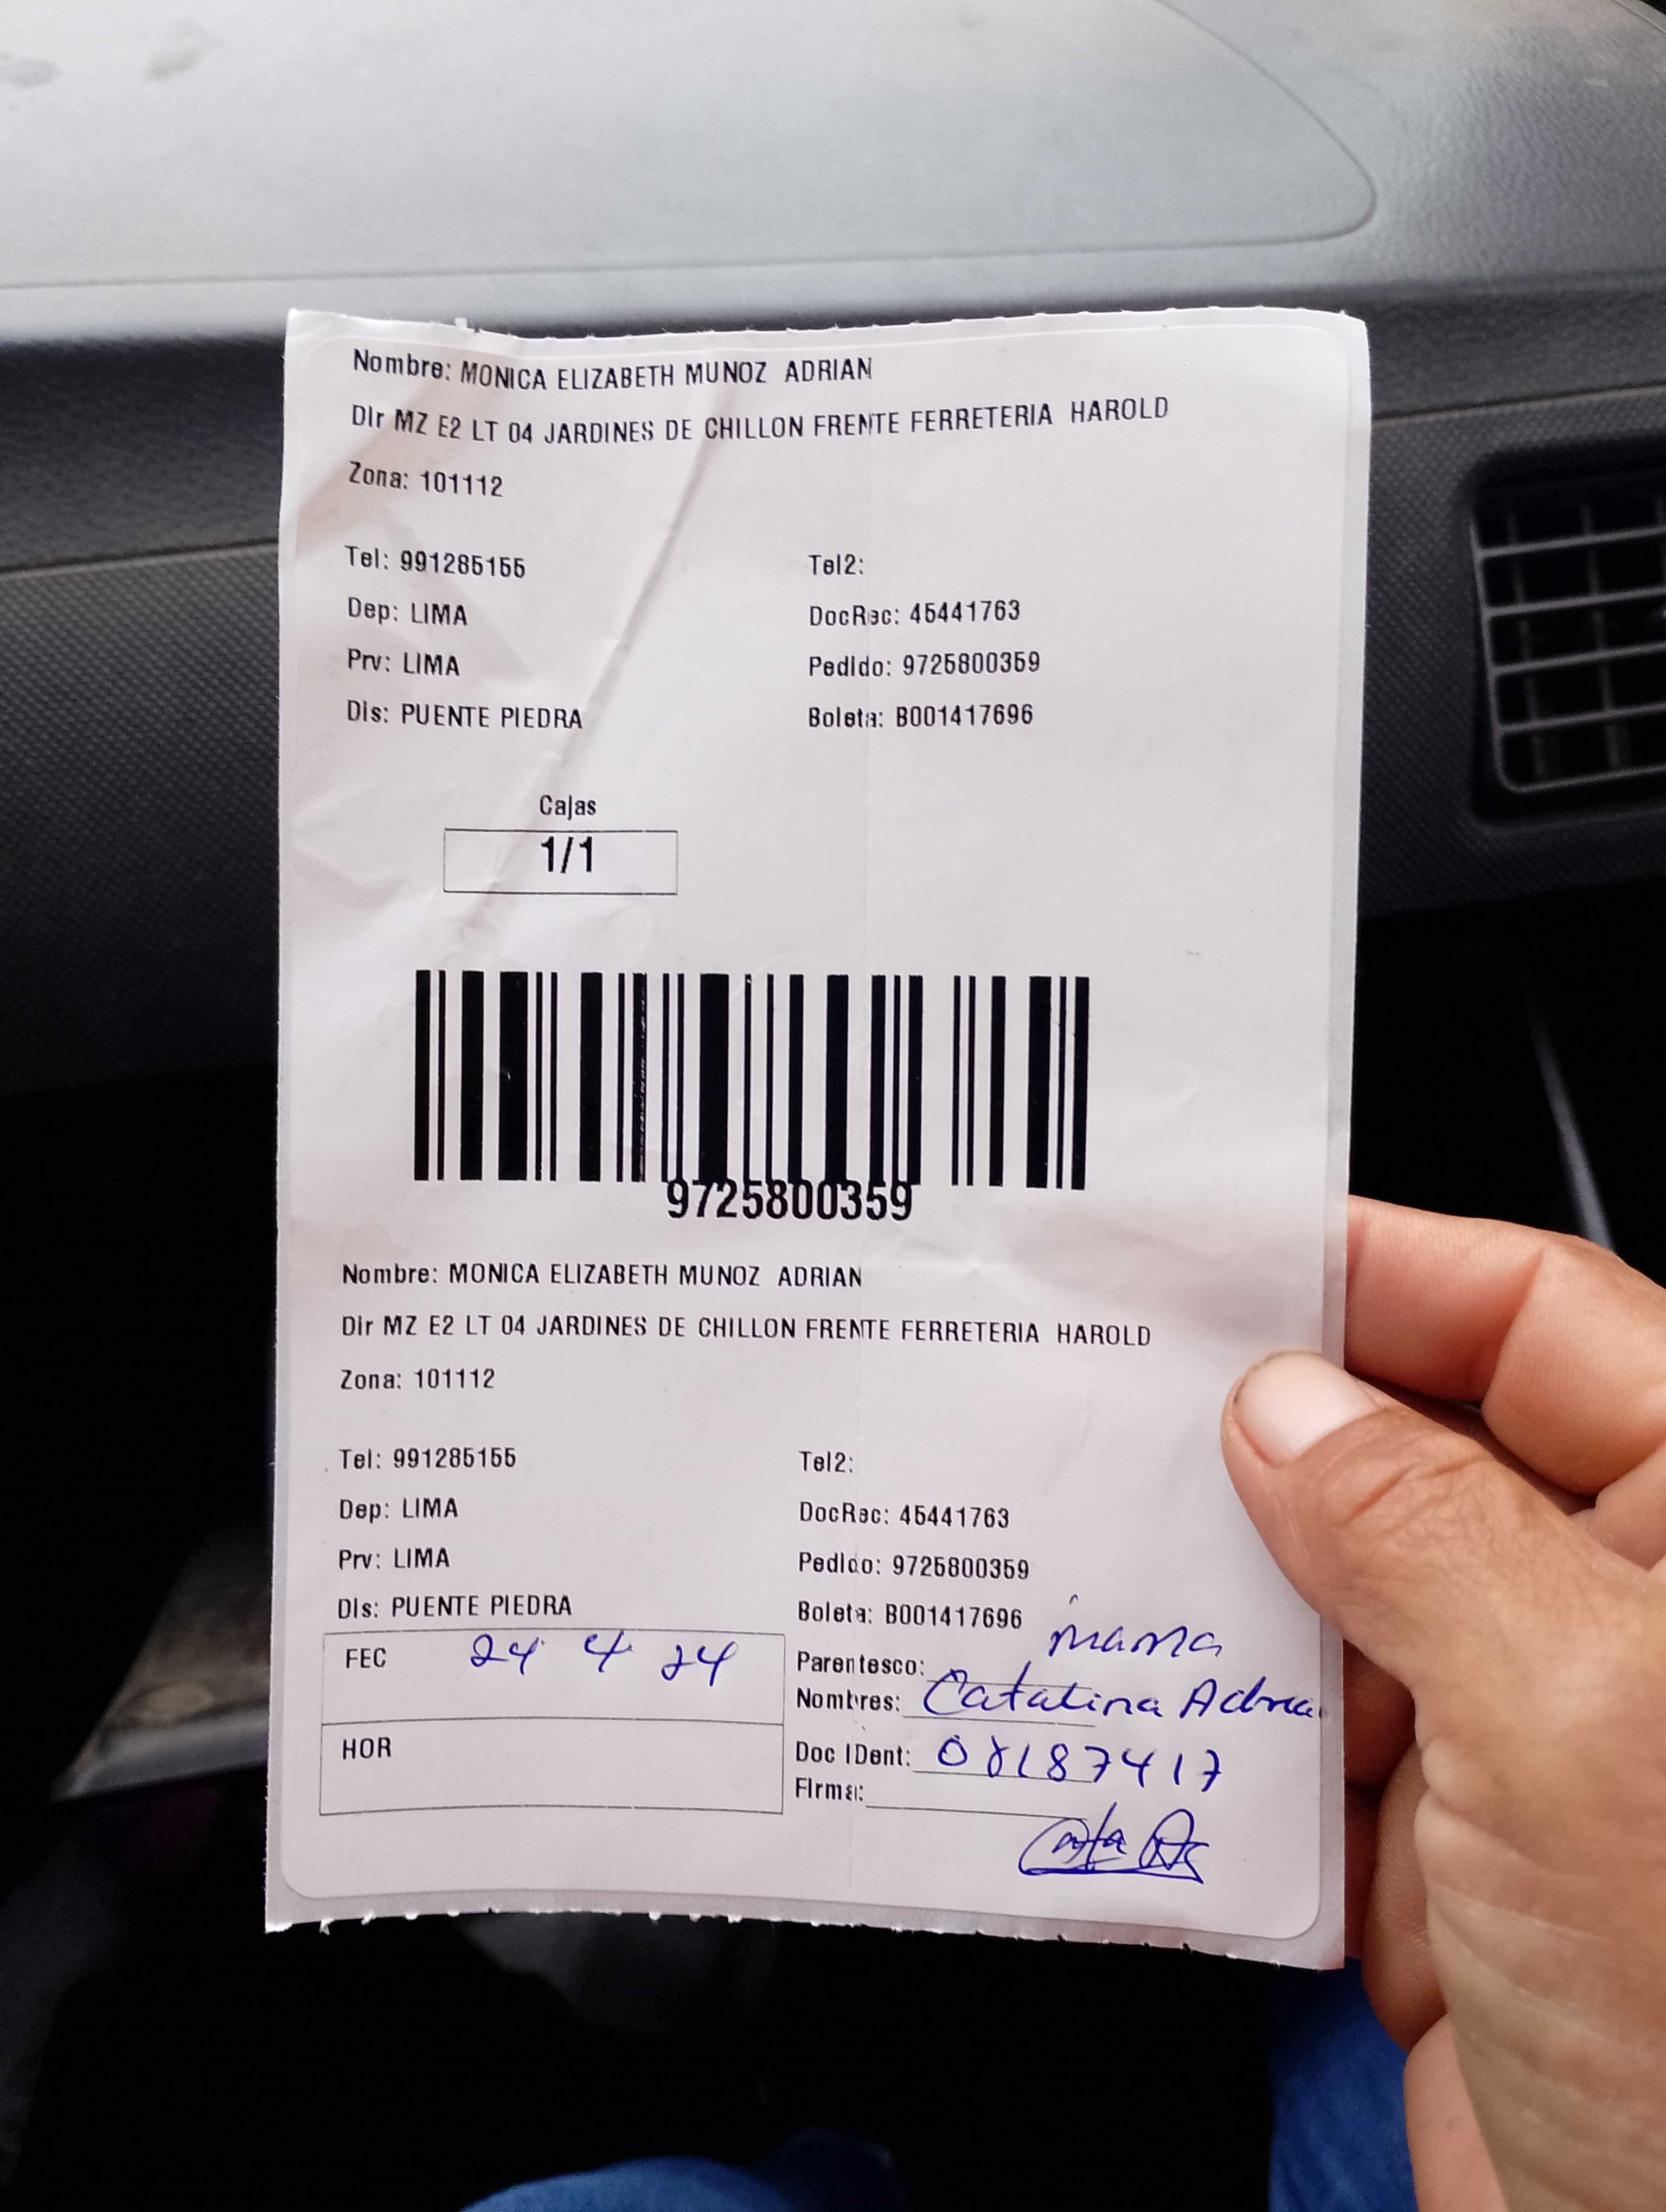 Nombre: MONICA ELIZABETH MUNOZ ADRIAN
Dir MZ E2 LT 04 JARDINES DE CHILLON FRENTE FERRETERIA HAROLD
Zona: 101112
Tel: 991285155 Tel2:
Dep: LIMA DocRec: 45441763
Prv: LIMA Pedido: 9725800359
Dis: PUENTE PIEDRA Boleta: B001417696
Cajas
1/1
9725800359
Nombre: MONICA ELIZABETH MUNOZ ADRIAN
Dir MZ E2 LT 04 JARDINES DE CHILLON FRENTE FERRETERIA HAROLD
Zona: 101112
Tel: 991285155 Tel2:
Dep: LIMA DocRec: 45441763
Prv: LIMA Pedido: 9725800359
Dis: PUENTE PIEDRA Boleta: B001417696
FEC 24 4 24
Parentesco: mama
Nombres: Catalina Adria
HOR
Doc IDent: 08187417
Firma: